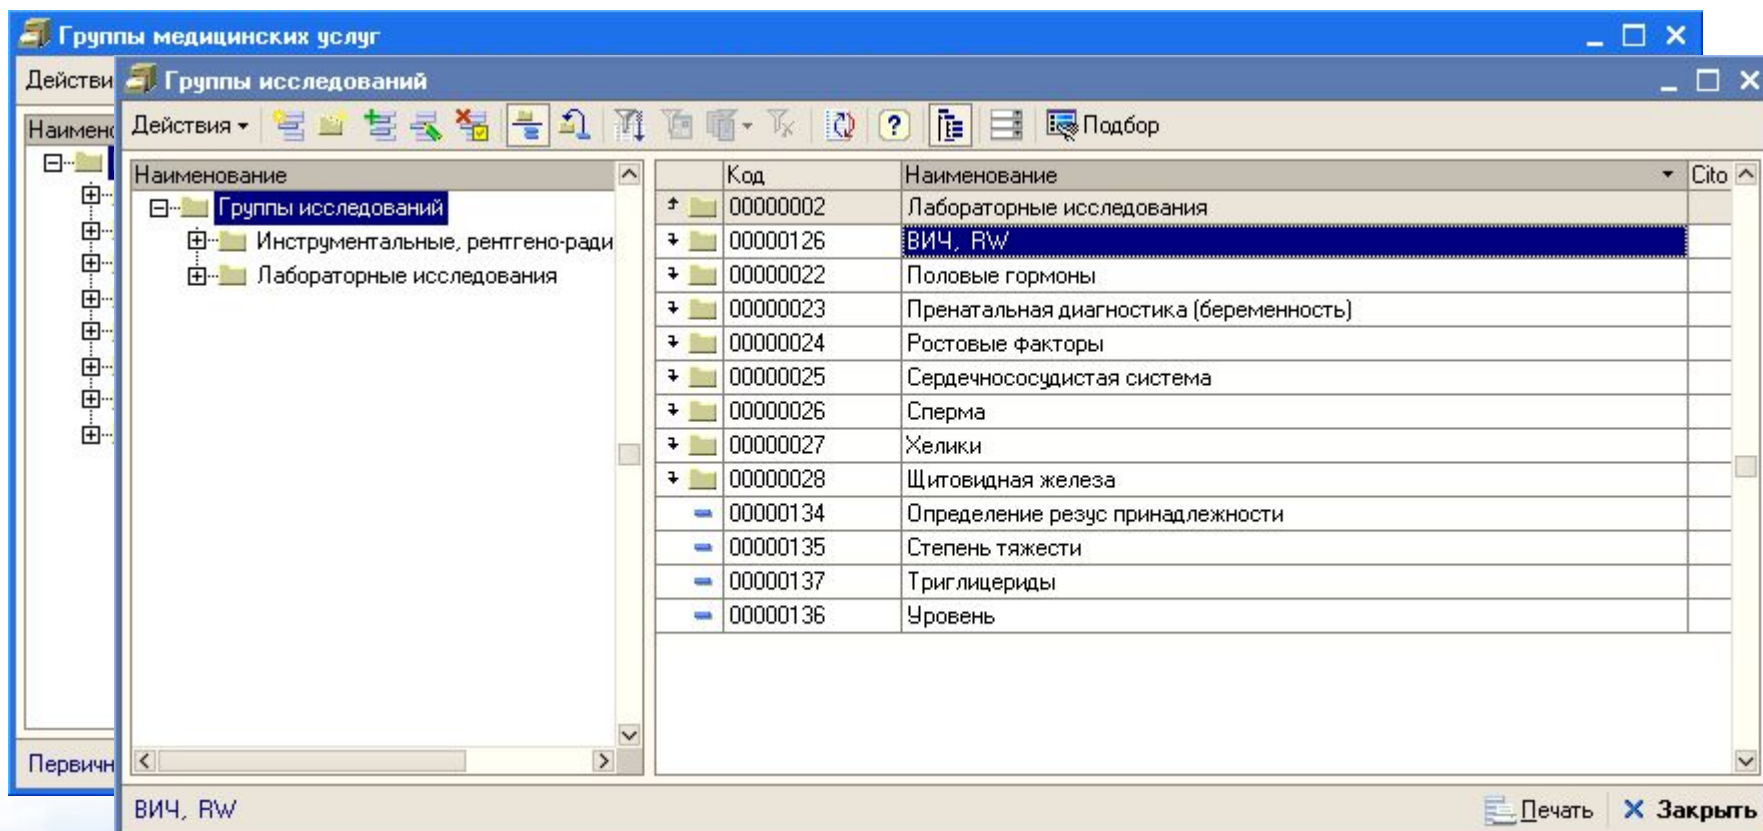 Группы медицинских услуг
Действи
Группы исследований
Действия
Подбор
Наимено
Наименование
Группы исследований
Инструментальные, рентгено-ради
Лабораторные исследования
Код Наименование Cito
00000002 Лабораторные исследования
00000126 ВИЧ, RW
00000022 Половые гормоны
00000023 Пренатальная диагностика (беременность)
00000024 Ростовые факторы
00000025 Сердечнососудистая система
00000026 Сперма
00000027 Хелики
00000028 Щитовидная железа
00000134 Определение резус принадлежности
00000135 Степень тяжести
00000137 Триглицериды
00000136 Уровень
Первичн
ВИЧ, RW
Печать
Закрыть